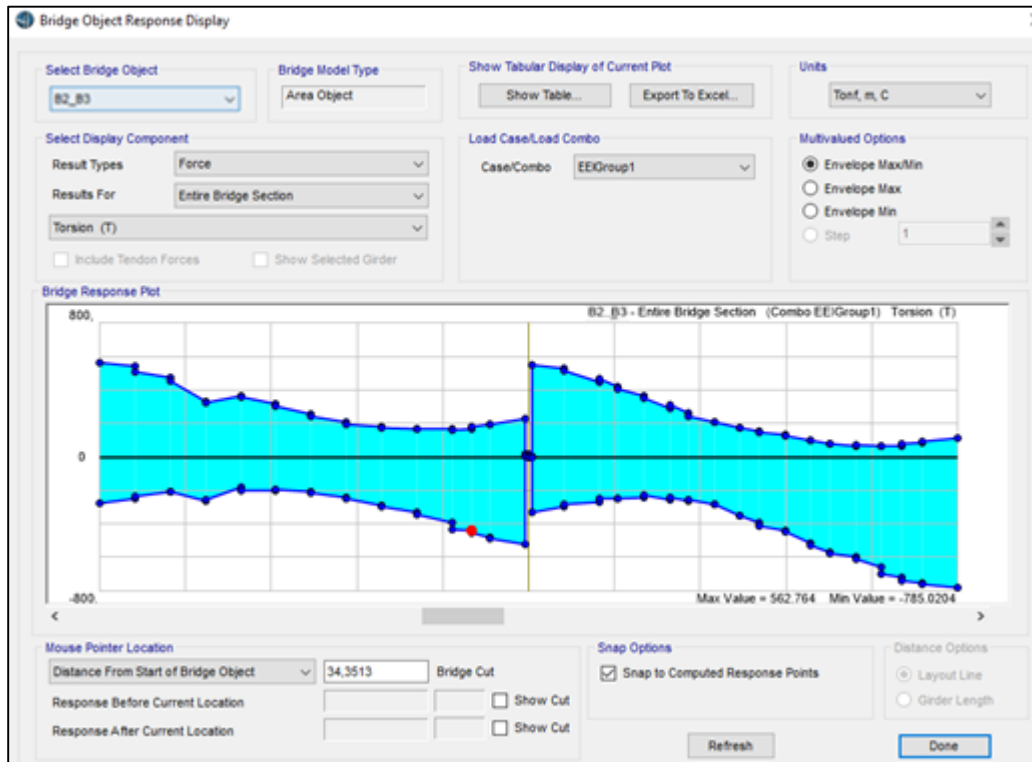 Bridge Object Response Display
Select Bridge Object
B2_B3
Bridge Model Type
Area Object
Show Tabular Display of Current Plot
Show Table...
Export To Excel...
Units
Tonf, m, C
Select Display Component
Result Types
Force
Results For
Entire Bridge Section
Torsion (T)
Include Tendon Forces
Show Selected Girder
Load Case/Load Combo
Case/Combo
EEIGroup1
Multivalued Options
Envelope Max/Min
Envelope Max
Envelope Min
Step
1
Bridge Response Plot
B2_B3 - Entire Bridge Section (Combo EEIGroup1) Torsion (T)
800,
0
-800,
Max Value = 562.764 Min Value = -785.0204
Mouse Pointer Location
Distance From Start of Bridge Object
34,3513
Bridge Cut
Response Before Current Location
Show Cut
Response After Current Location
Show Cut
Snap Options
Snap to Computed Response Points
Distance Options
Layout Line
Girder Length
Refresh
Done